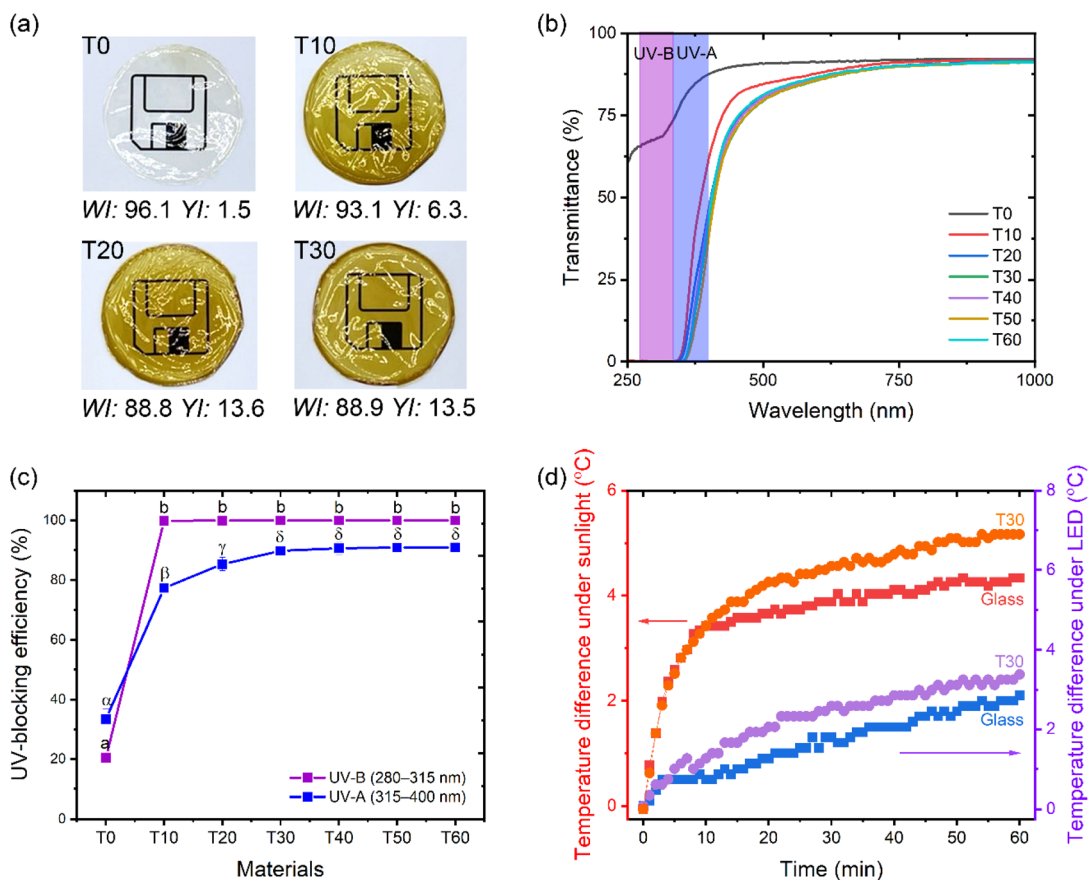 (a)
T0
T10
WI: 96.1 YI: 1.5
WI: 93.1 YI: 6.3.
T20
T30
WI: 88.8 YI: 13.6
WI: 88.9 YI: 13.5
(b)
UV-B
UV-A
Transmittance (%)
100
75
50
25
0
250
500
750
1000
Wavelength (nm)
T0
T10
T20
T30
T40
T50
T60
(c)
UV-blocking efficiency (%)
100
80
60
40
20
0
a
b
b
b
b
b
b
α
β
γ
δ
δ
δ
δ
UV-B (280–315 nm)
UV-A (315–400 nm)
T0
T10
T20
T30
T40
T50
T60
Materials
(d)
Temperature difference under sunlight (°C)
6
4
2
0
Temperature difference under LED (°C)
8
6
4
2
0
T30
Glass
T30
Glass
0
10
20
30
40
50
60
Time (min)